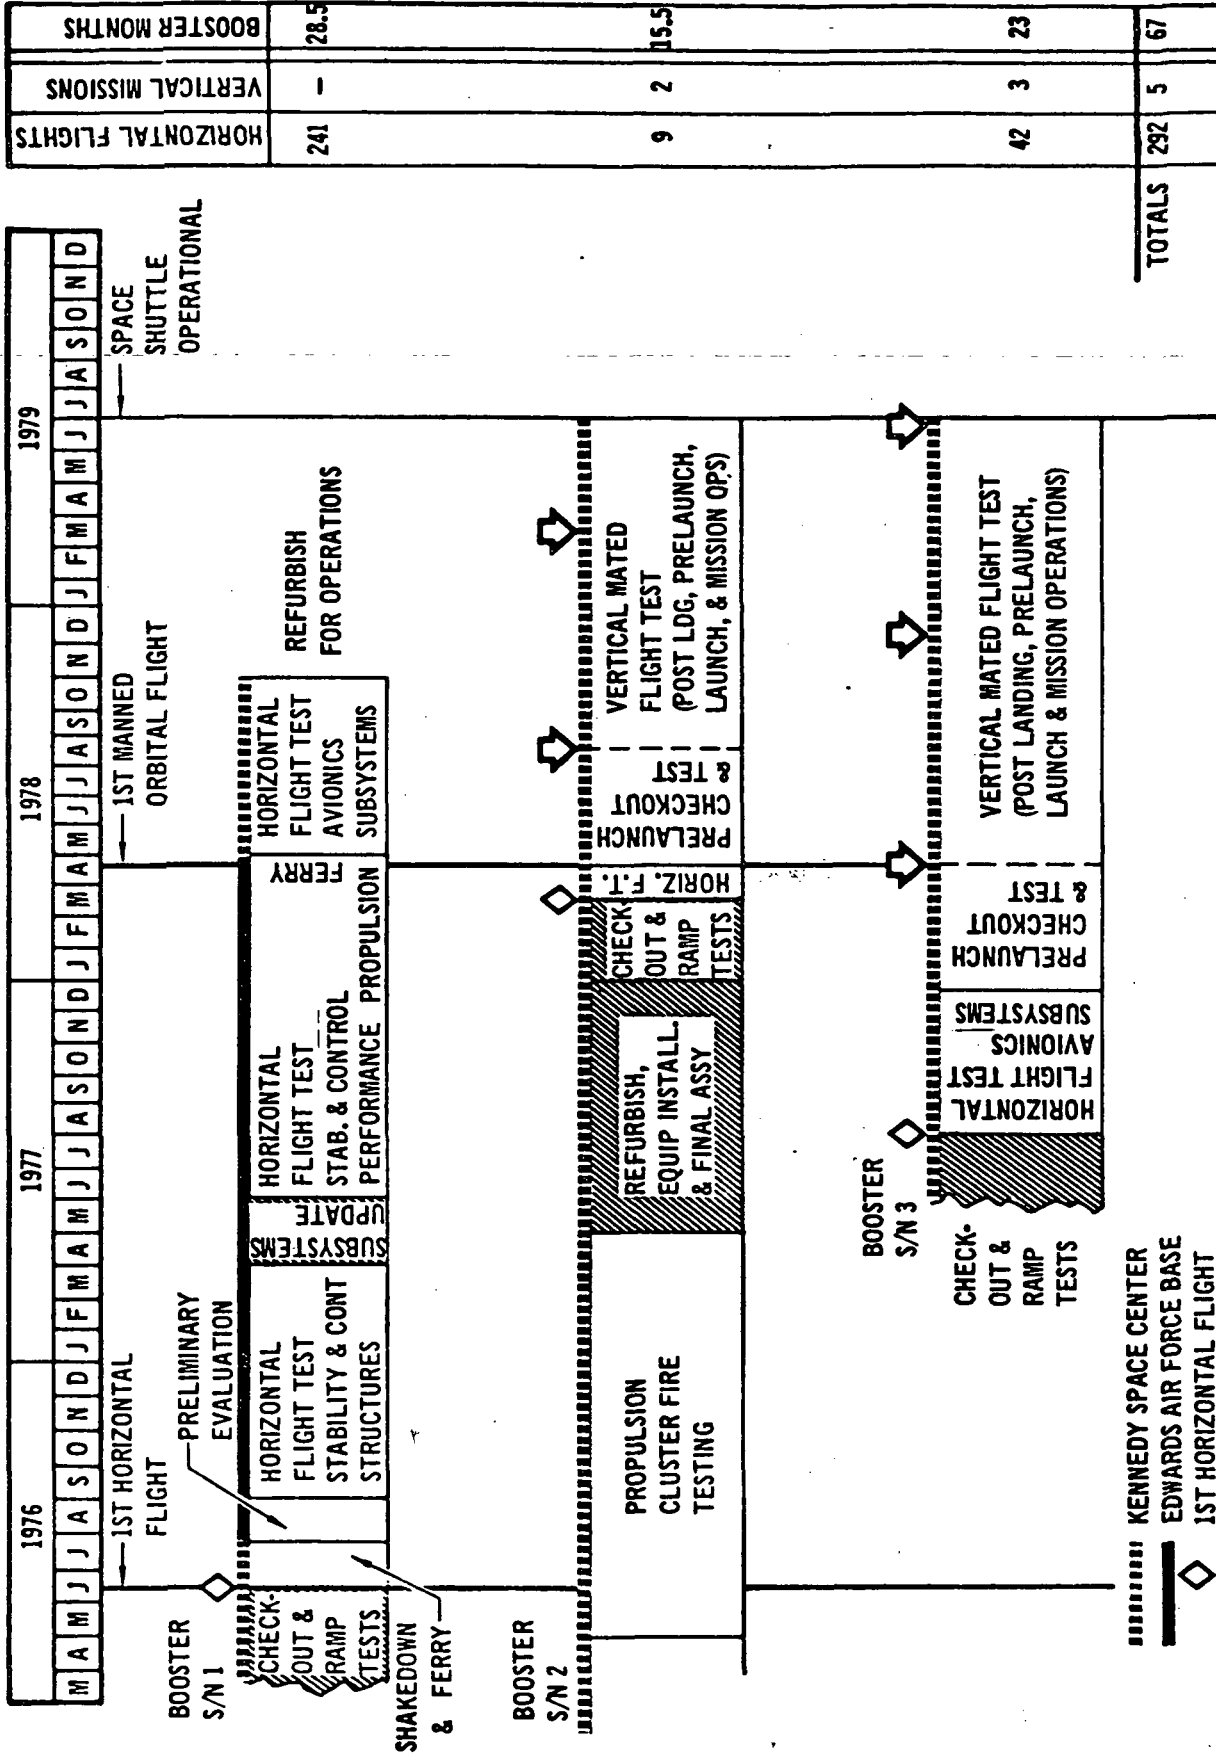 1976 1977 1978 1979
M A M J J A S O N D J F M A M J J A S O N D J F M A M J J A S O N D J F M A M J J A S O N D
HORIZONTAL FLIGHTS
VERTICAL MISSIONS
BOOSTER MONTHS
1ST HORIZONTAL
FLIGHT
1ST MANNED
ORBITAL FLIGHT
SPACE
SHUTTLE
OPERATIONAL
BOOSTER
S/N 1
PRELIMINARY
EVALUATION
CHECK-
OUT &
RAMP
TESTS
SHAKEDOWN
& FERRY
HORIZONTAL
FLIGHT TEST
STABILITY & CONT
STRUCTURES
SUBSYSTEMS
UPDATE
HORIZONTAL
FLIGHT TEST
STAB. & CONTROL
PERFORMANCE PROPULSION
FERRY
HORIZONTAL
FLIGHT TEST
AVIONICS
SUBSYSTEMS
REFURBISH
FOR OPERATIONS
241 – 28.5
BOOSTER
S/N 2
PROPULSION
CLUSTER FIRE
TESTING
REFURBISH,
EQUIP INSTALL.
& FINAL ASSY
CHECK-
OUT &
RAMP
TESTS
HORIZ. F.T.
PRELAUNCH
CHECKOUT
& TEST
VERTICAL MATED
FLIGHT TEST
(POST LDG, PRELAUNCH,
LAUNCH, & MISSION OPS)
9 2 15.5
BOOSTER
S/N 3
CHECK-
OUT &
RAMP
TESTS
HORIZONTAL
FLIGHT TEST
AVIONICS
SUBSYSTEMS
PRELAUNCH
CHECKOUT
& TEST
VERTICAL MATED FLIGHT TEST
(POST LANDING, PRELAUNCH,
LAUNCH & MISSION OPERATIONS)
42 3 23
TOTALS 292 5 67
KENNEDY SPACE CENTER
EDWARDS AIR FORCE BASE
1ST HORIZONTAL FLIGHT